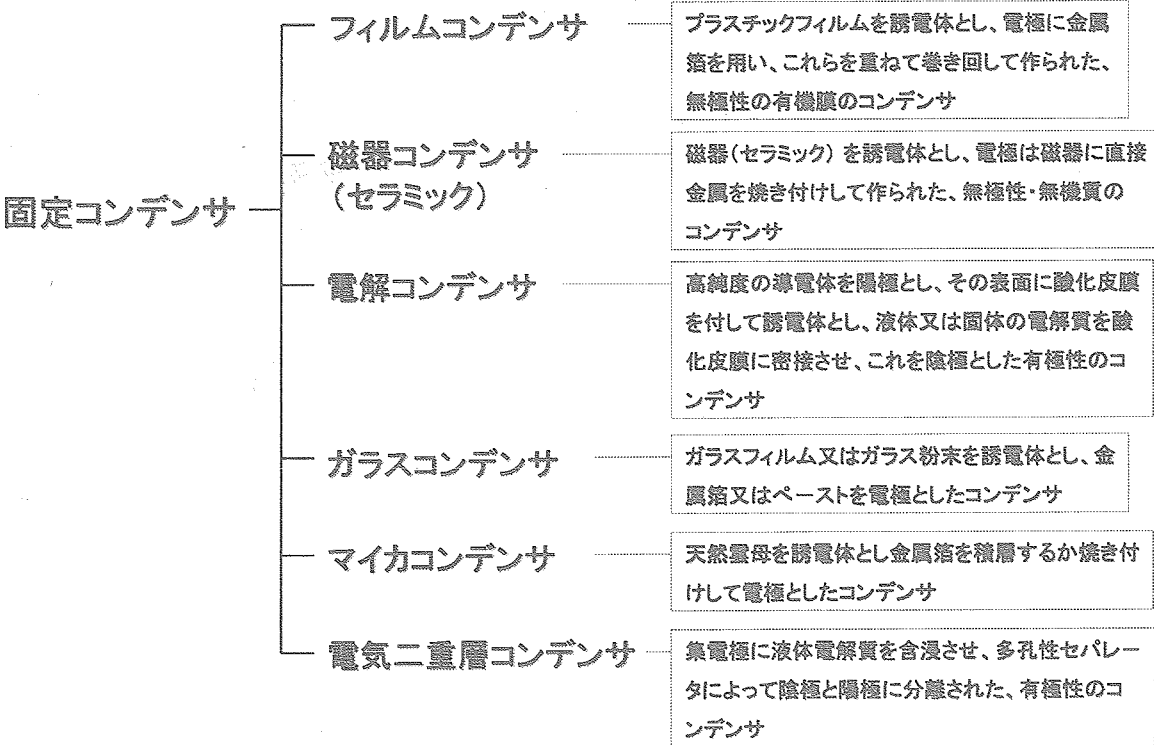 固定コンデンサ
フィルムコンデンサ
プラスチックフィルムを誘電体とし、電極に金属
箔を用い、これらを重ねて巻き回して作られた、
無極性の有機膜のコンデンサ
磁器コンデンサ
(セラミック)
磁器(セラミック) を誘電体とし、電極は磁器に直接
金属を焼き付けして作られた、無極性・無機質の
コンデンサ
電解コンデンサ
高純度の導電体を陽極とし、その表面に酸化皮膜
を付して誘電体とし、液体又は固体の電解質を酸
化皮膜に密接させ、これを陰極とした有極性のコ
ンデンサ
ガラスコンデンサ
ガラスフィルム又はガラス粉末を誘電体とし、金
属箔又はペーストを電極としたコンデンサ
マイカコンデンサ
天然雲母を誘電体とし金属箔を積層するか焼き付
けして電極としたコンデンサ
電気二重層コンデンサ
集電極に液体電解質を含浸させ、多孔性セパレー
タによって陰極と陽極に分離された、有極性のコ
ンデンサ